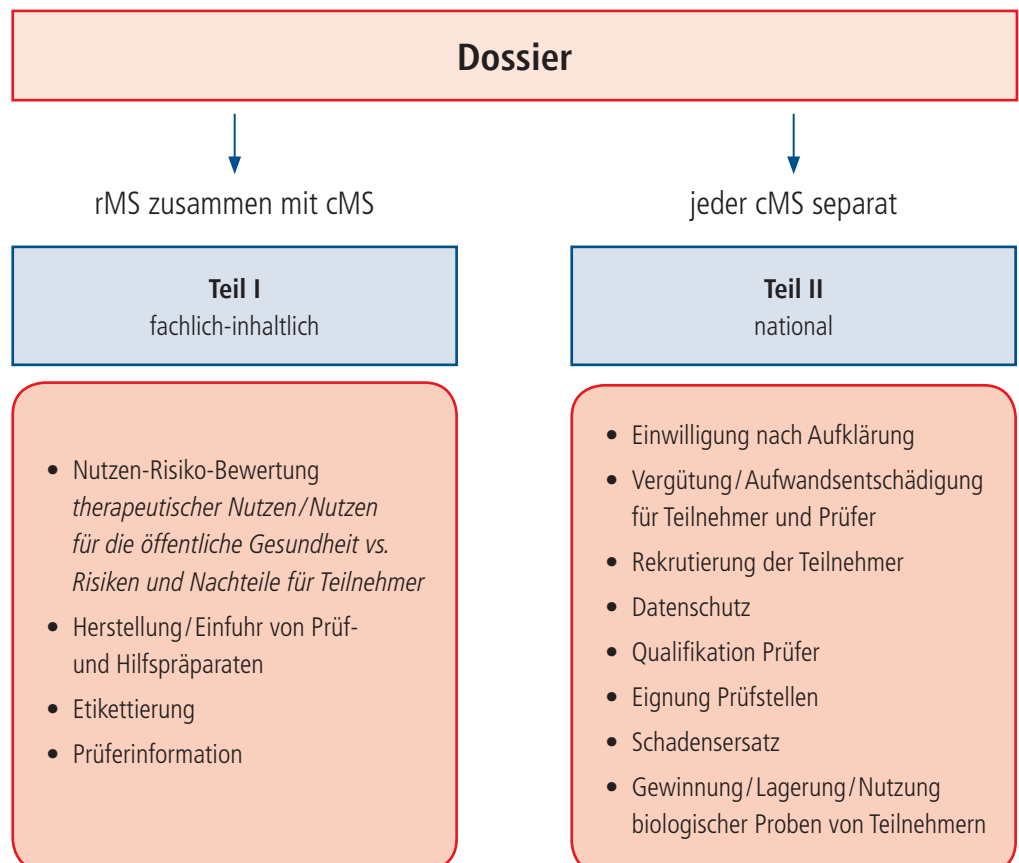 Dossier
rMS zusammen mit cMS
Teil I
fachlich-inhaltlich
• Nutzen-Risiko-Bewertung
therapeutischer Nutzen/Nutzen
für die öffentliche Gesundheit vs.
Risiken und Nachteile für Teilnehmer
• Herstellung/Einfuhr von Prüf-
und Hilfspräparaten
• Etikettierung
• Prüferinformation
jeder cMS separat
Teil II
national
• Einwilligung nach Aufklärung
• Vergütung/Aufwandsentschädigung
für Teilnehmer und Prüfer
• Rekrutierung der Teilnehmer
• Datenschutz
• Qualifikation Prüfer
• Eignung Prüfstellen
• Schadensersatz
• Gewinnung/Lagerung/Nutzung
biologischer Proben von Teilnehmern